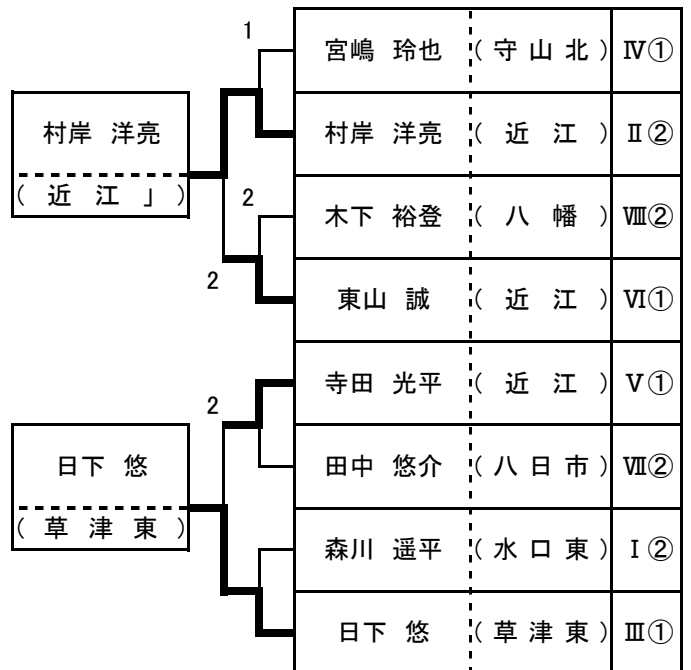 1
宮嶋 玲也 (守山北) Ⅳ①
村岸 洋亮
(近江」)
村岸 洋亮 (近江) Ⅱ②
2
木下 裕登 (八幡) Ⅷ②
2
東山 誠 (近江) Ⅵ①
寺田 光平 (近江) Ⅴ①
2
日下 悠
(草津東)
田中 悠介 (八日市) Ⅶ②
森川 遥平 (水口東) Ⅰ②
日下 悠 (草津東) Ⅲ①